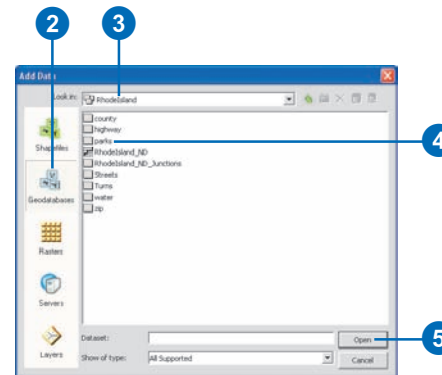 2 3
Add Data
Look in: RhodeIsland
county
highway
parks
RhodeIsland_ND
RhodeIsland_ND_Junctions
Streets
Turns
water
zip
Shapefiles
Geodatabases
Rasters
Servers
Layers
4
Dataset:
Open
5
Show of type: All Supported
Cancel